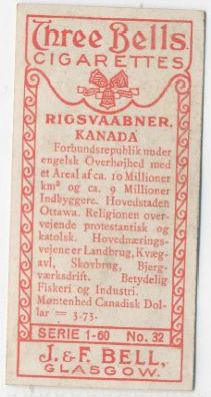 Three Bells
CIGARETTES
RIGSVAABNER.
KANADA
Forbundsrepublik under
engelsk Overhøjhed med
et Areal af ca. 10 Millioner
km² og ca. 9 Millioner
Indbyggere. Hovedstaden
Ottawa. Religionen over-
vejende protestantisk og
katolsk. Hovednærings-
vejene er Landbrug, Kvæg-
avl, Skovbrug, Bjerg-
værksdrift. Betydelig
Fiskeri og Industri.
Møntenhed Canadisk Dol-
lar = 3.73.
SERIE 1-60 No. 32
J. & F. BELL,
GLASGOW.